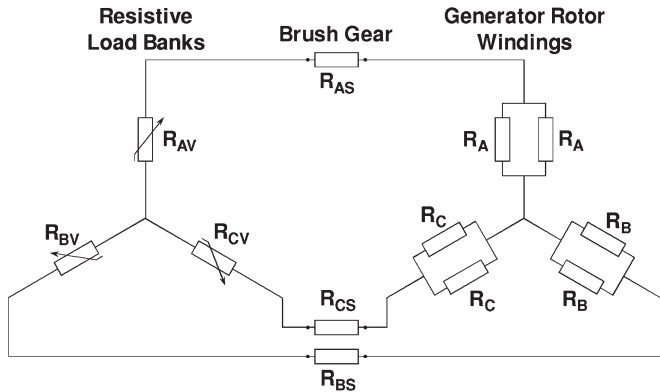 Resistive
Load Banks
Brush Gear
Generator Rotor
Windings
R_AS
R_AV
R_A
R_A
R_BV
R_CV
R_C
R_C
R_B
R_B
R_CS
R_BS